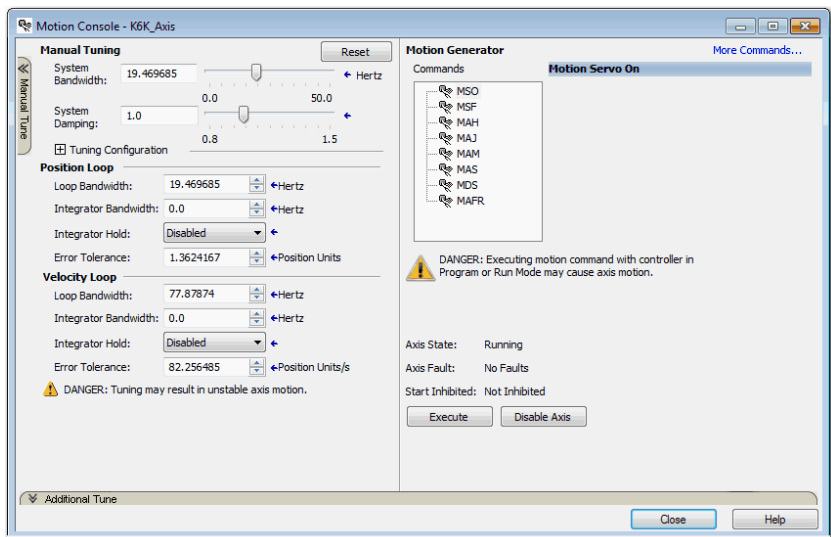 Motion Console - K6K_Axis
Manual Tuning
Reset
Manual Tune
System
Bandwidth:
19.469685
Hertz
0.0
50.0
System
Damping:
1.0
0.8
1.5
Tuning Configuration
Position Loop
Loop Bandwidth:
19.469685
Hertz
Integrator Bandwidth:
0.0
Hertz
Integrator Hold:
Disabled
Error Tolerance:
1.3624167
Position Units
Velocity Loop
Loop Bandwidth:
77.87874
Hertz
Integrator Bandwidth:
0.0
Hertz
Integrator Hold:
Disabled
Error Tolerance:
82.256485
Position Units/s
DANGER: Tuning may result in unstable axis motion.
Motion Generator
More Commands...
Commands
Motion Servo On
MSO
MSF
MAH
MAJ
MAM
MAS
MDS
MAFR
DANGER: Executing motion command with controller in
Program or Run Mode may cause axis motion.
Axis State: Running
Axis Fault: No Faults
Start Inhibited: Not Inhibited
Execute
Disable Axis
Additional Tune
Close
Help